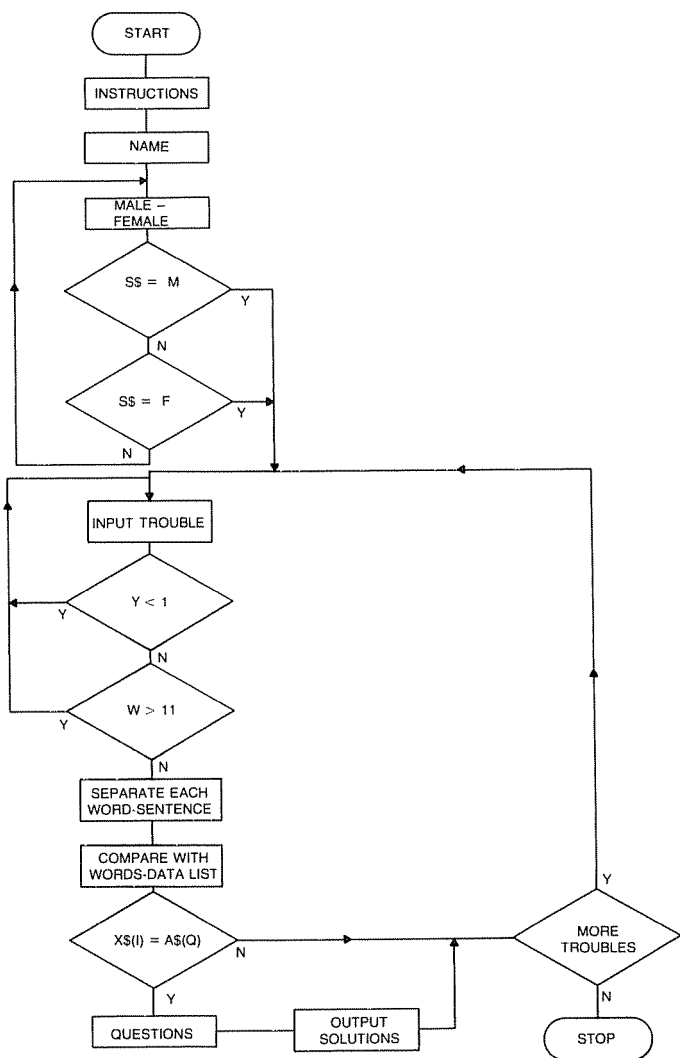 START
INSTRUCTIONS
NAME
MALE –
FEMALE
S$ = M
Y
N
S$ = F
Y
N
INPUT TROUBLE
Y < 1
Y
N
W > 11
Y
N
SEPARATE EACH
WORD-SENTENCE
COMPARE WITH
WORDS-DATA LIST
X$(I) = A$(Q)
N
Y
MORE
TROUBLES
Y
N
QUESTIONS
OUTPUT
SOLUTIONS
STOP